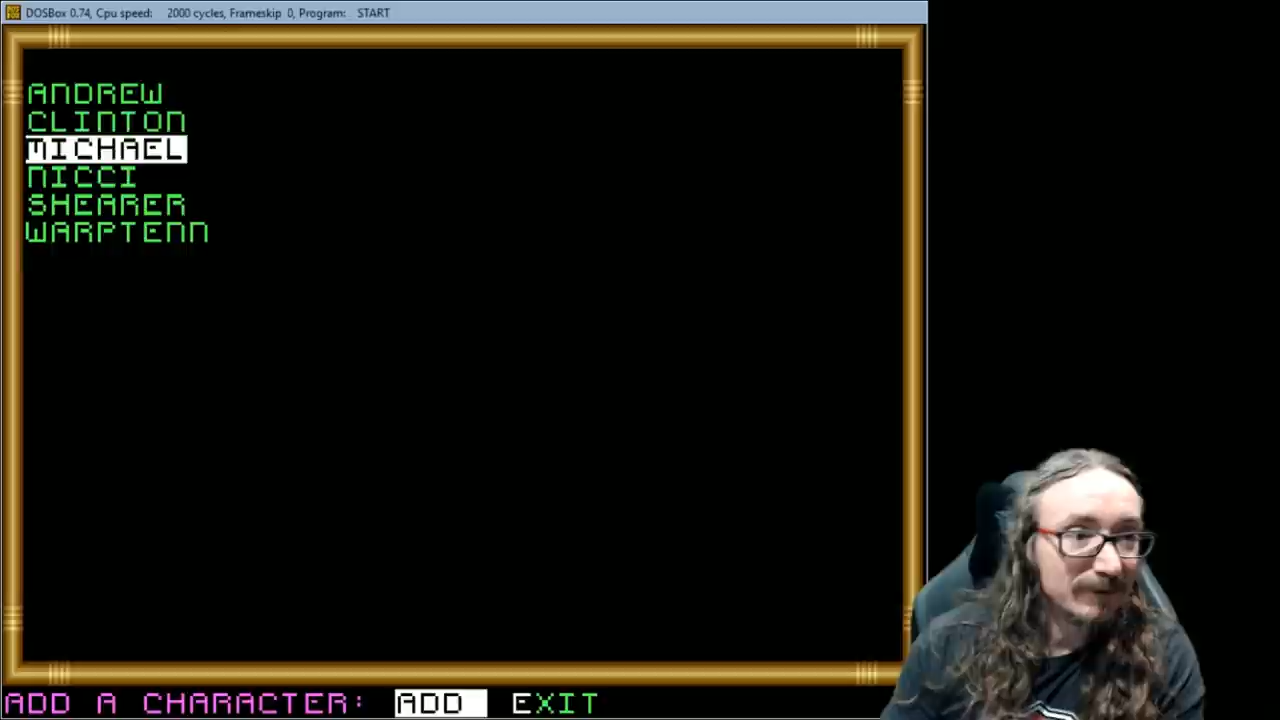 DOSBox 0.74, Cpu speed: 2000 cycles, Frameskip 0, Program: START
ANDREW
CLINTON
MICHAEL
NICCI
SHEARER
WARPTENN
ADD A CHARACTER: ADD EXIT